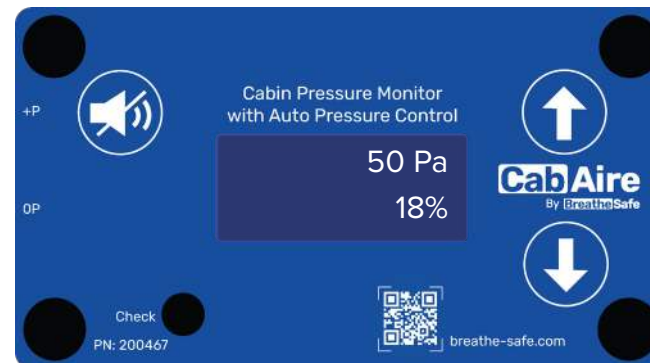 Cabin Pressure Monitor
with Auto Pressure Control
+P
50 Pa
18%
CabAire
By BreatheSafe
0P
Check
PN: 200467
breathe-safe.com